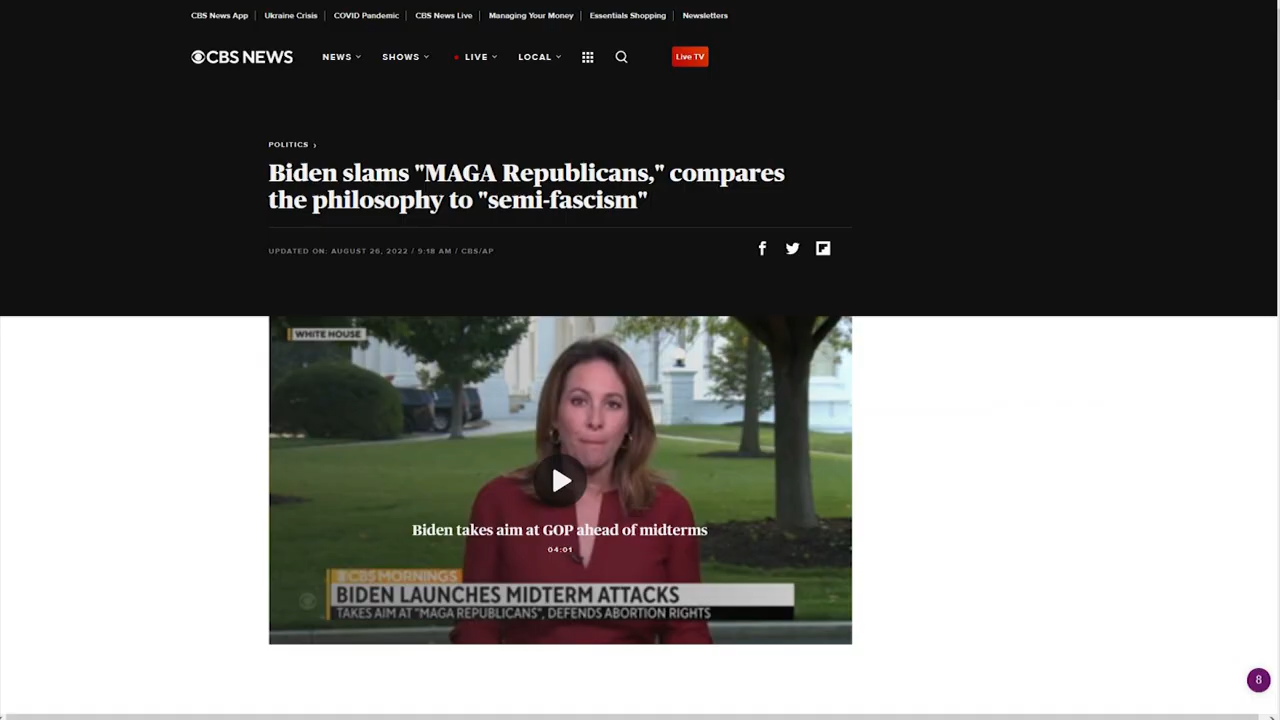 CBS News App
Ukraine Crisis
COVID Pandemic
CBS News Live
Managing Your Money
Essentials Shopping
Newsletters
CBS NEWS
NEWS
SHOWS
LIVE
LOCAL
Live TV
POLITICS
Biden slams "MAGA Republicans," compares
the philosophy to "semi-fascism"
UPDATED ON: AUGUST 26, 2022 / 9:18 AM / CBS/AP
WHITE HOUSE
Biden takes aim at GOP ahead of midterms
04:01
CBS MORNINGS
BIDEN LAUNCHES MIDTERM ATTACKS
TAKES AIM AT "MAGA REPUBLICANS", DEFENDS ABORTION RIGHTS
8